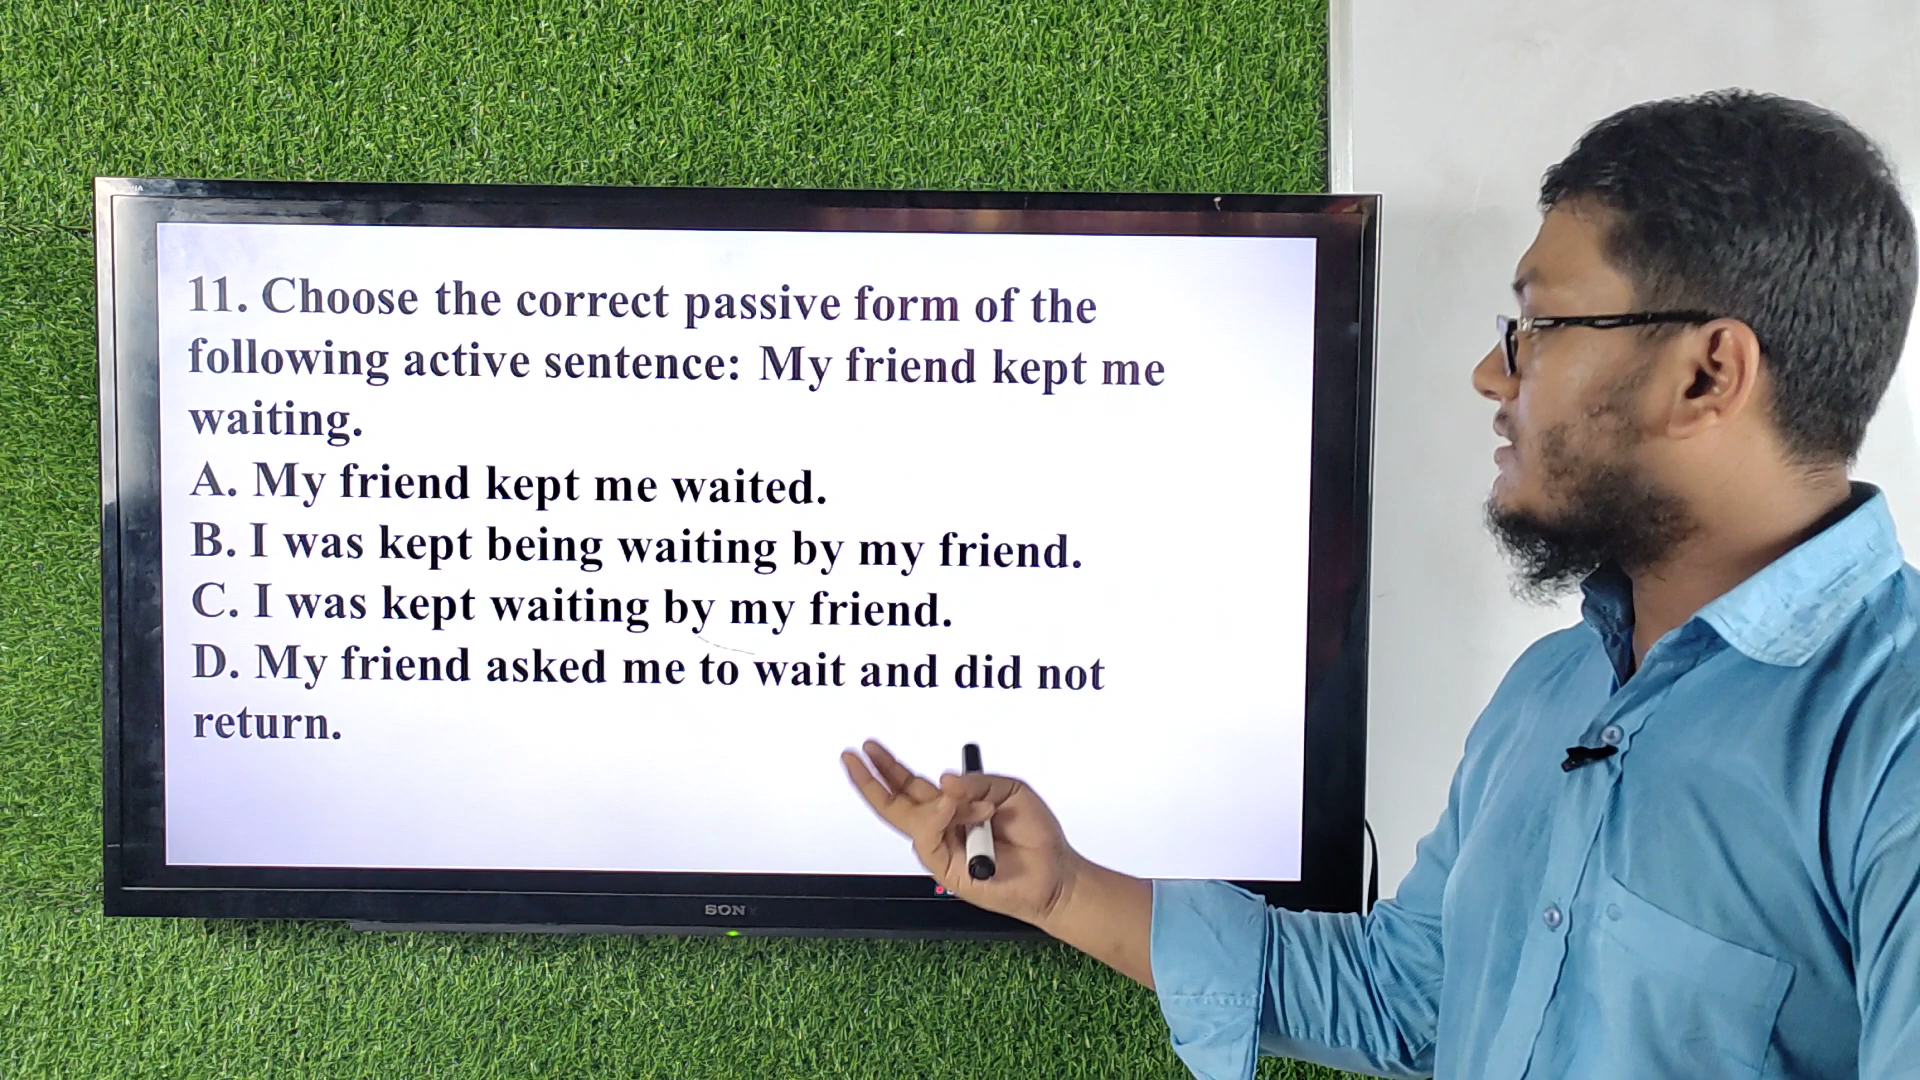 11. Choose the correct passive form of the
following active sentence: My friend kept me
waiting.
A. My friend kept me waited.
B. I was kept being waiting by my friend.
C. I was kept waiting by my friend.
D. My friend asked me to wait and did not
return.
SONY